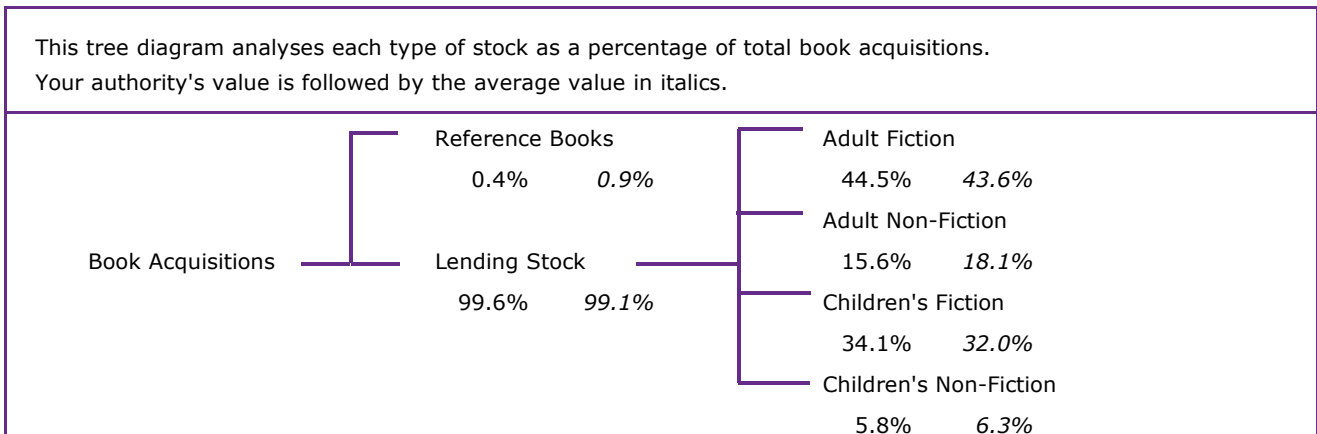 This tree diagram analyses each type of stock as a percentage of total book acquisitions.
Your authority's value is followed by the average value in italics.
Reference Books
0.4% 0.9%
Adult Fiction
44.5% 43.6%
Adult Non-Fiction
Book Acquisitions
Lending Stock
99.6% 99.1%
15.6% 18.1%
Children's Fiction
34.1% 32.0%
Children's Non-Fiction
5.8% 6.3%